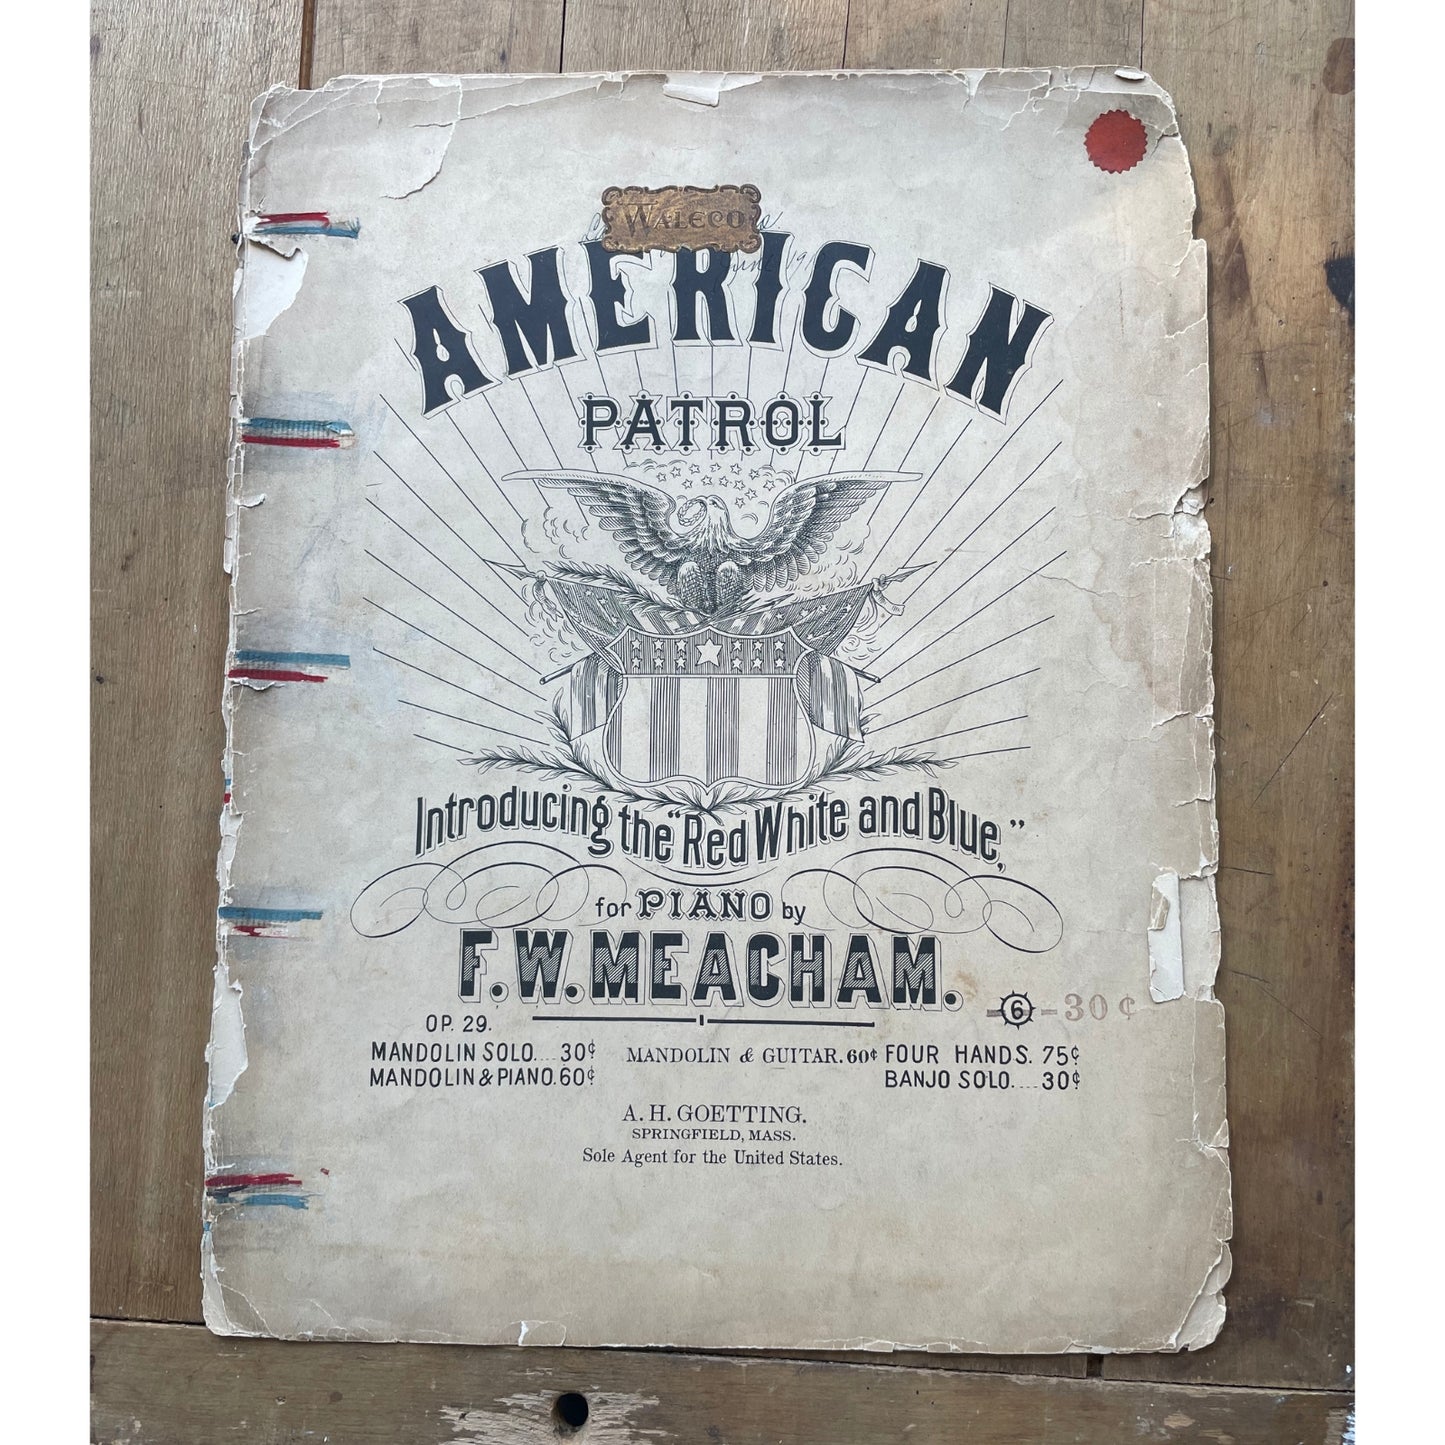 WALECO
JUNE 19
AMERICAN
PATROL
Introducing the "Red White and Blue,"
for PIANO by
F. W. MEACHAM.
6 - 30 ¢
OP. 29.
MANDOLIN SOLO.... 30¢ MANDOLIN & GUITAR. 60¢ FOUR HANDS. 75¢
MANDOLIN & PIANO. 60¢ BANJO SOLO.... 30¢
A. H. GOETTING.
SPRINGFIELD, MASS.
Sole Agent for the United States.